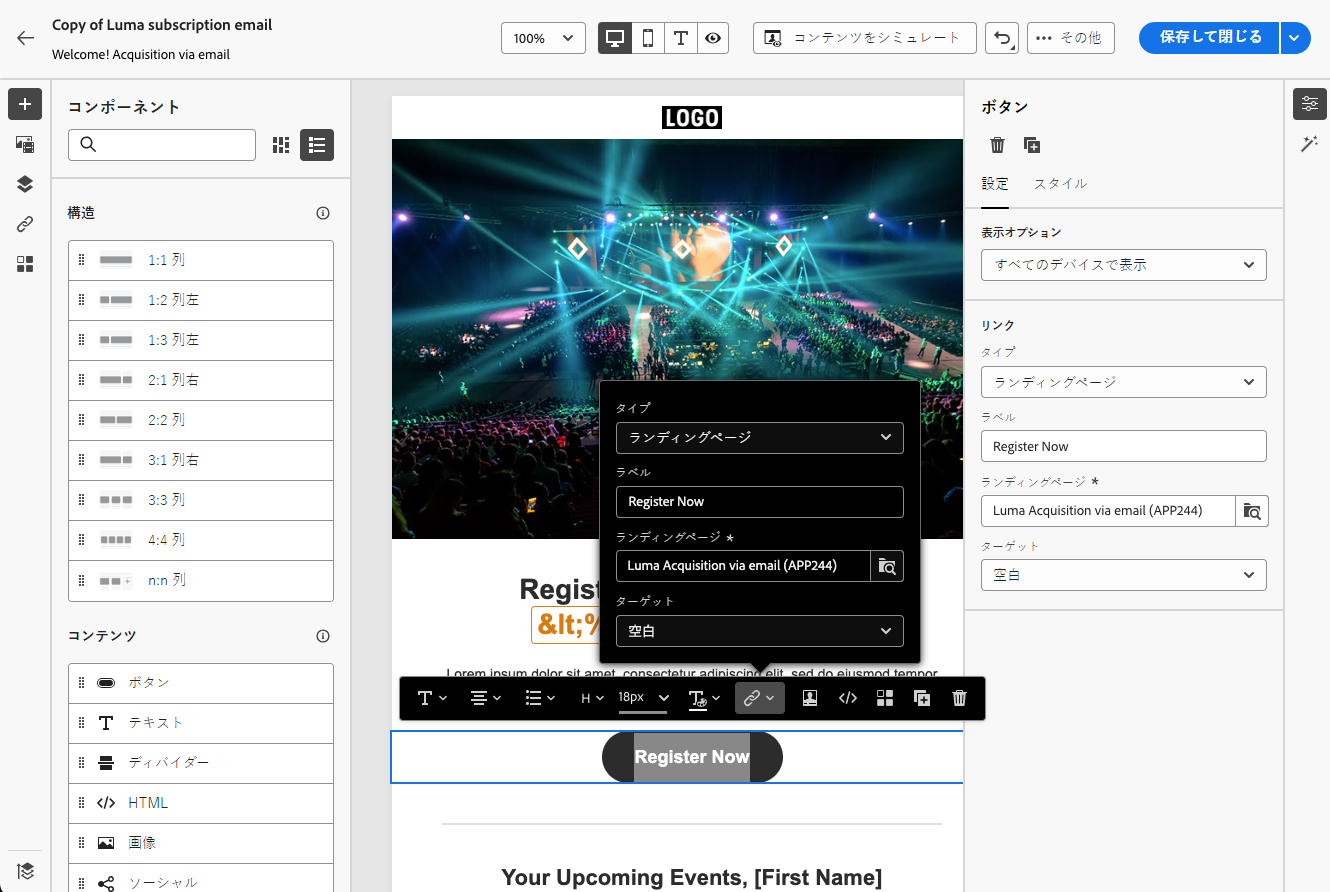 Copy of Luma subscription email
Welcome! Acquisition via email
100%
コンテンツをシミュレート
その他
保存して閉じる
コンポーネント
構造
1:1 列
1:2 列左
1:3 列左
2:1 列右
2:2 列
3:1 列右
3:3 列
4:4 列
n:n 列
コンテンツ
ボタン
テキスト
ディバイダー
HTML
画像
ソーシャル
LOGO
タイプ
ランディングページ
ラベル
Register Now
ランディングページ *
Luma Acquisition via email (APP244)
ターゲット
空白
Regist
&lt;%
Lorem ipsum dolor sit amet, consectetur adipiscing elit, sed do eiusmod tempor
H
18px
Register Now
Your Upcoming Events, [First Name]
ボタン
設定
スタイル
表示オプション
すべてのデバイスで表示
リンク
タイプ
ランディングページ
ラベル
Register Now
ランディングページ *
Luma Acquisition via email (APP244)
ターゲット
空白